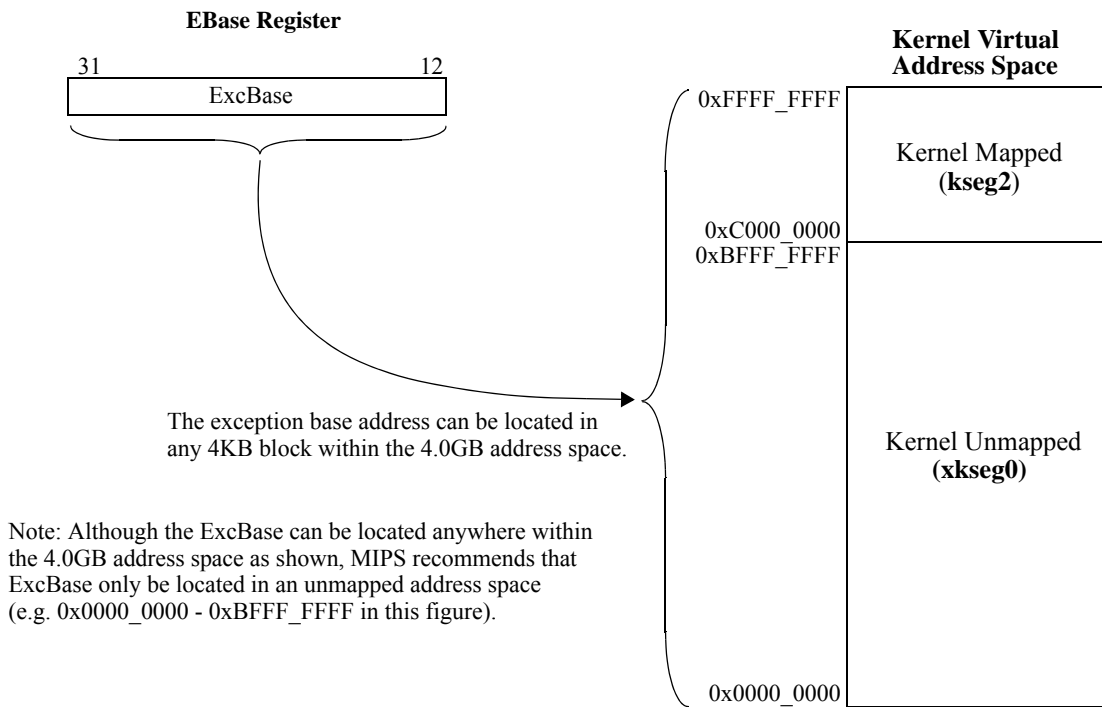 EBase Register
31 12
ExcBase
The exception base address can be located in
any 4KB block within the 4.0GB address space.
Note: Although the ExcBase can be located anywhere within
the 4.0GB address space as shown, MIPS recommends that
ExcBase only be located in an unmapped address space
(e.g. 0x0000_0000 - 0xBFFF_FFFF in this figure).
Kernel Virtual
Address Space
0xFFFF_FFFF
Kernel Mapped
(kseg2)
0xC000_0000
0xBFFF_FFFF
Kernel Unmapped
(xkseg0)
0x0000_0000